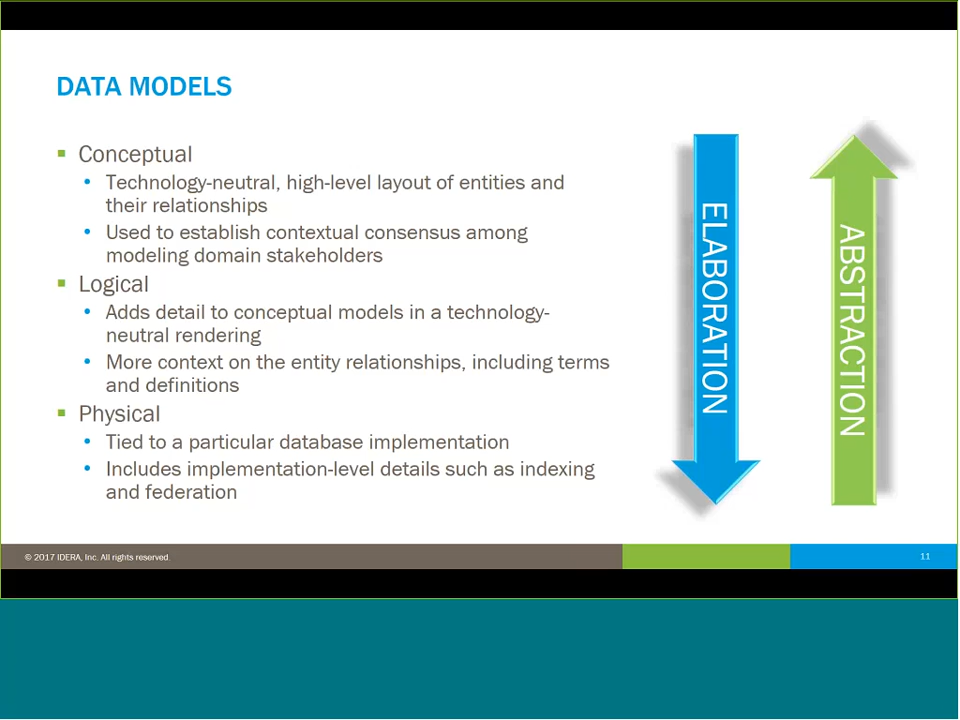 DATA MODELS
Conceptual
Technology-neutral, high-level layout of entities and
their relationships
Used to establish contextual consensus among
modeling domain stakeholders
Logical
Adds detail to conceptual models in a technology-
neutral rendering
More context on the entity relationships, including terms
and definitions
Physical
Tied to a particular database implementation
Includes implementation-level details such as indexing
and federation
ELABORATION
ABSTRACTION
© 2017 IDERA, Inc. All rights reserved.
11